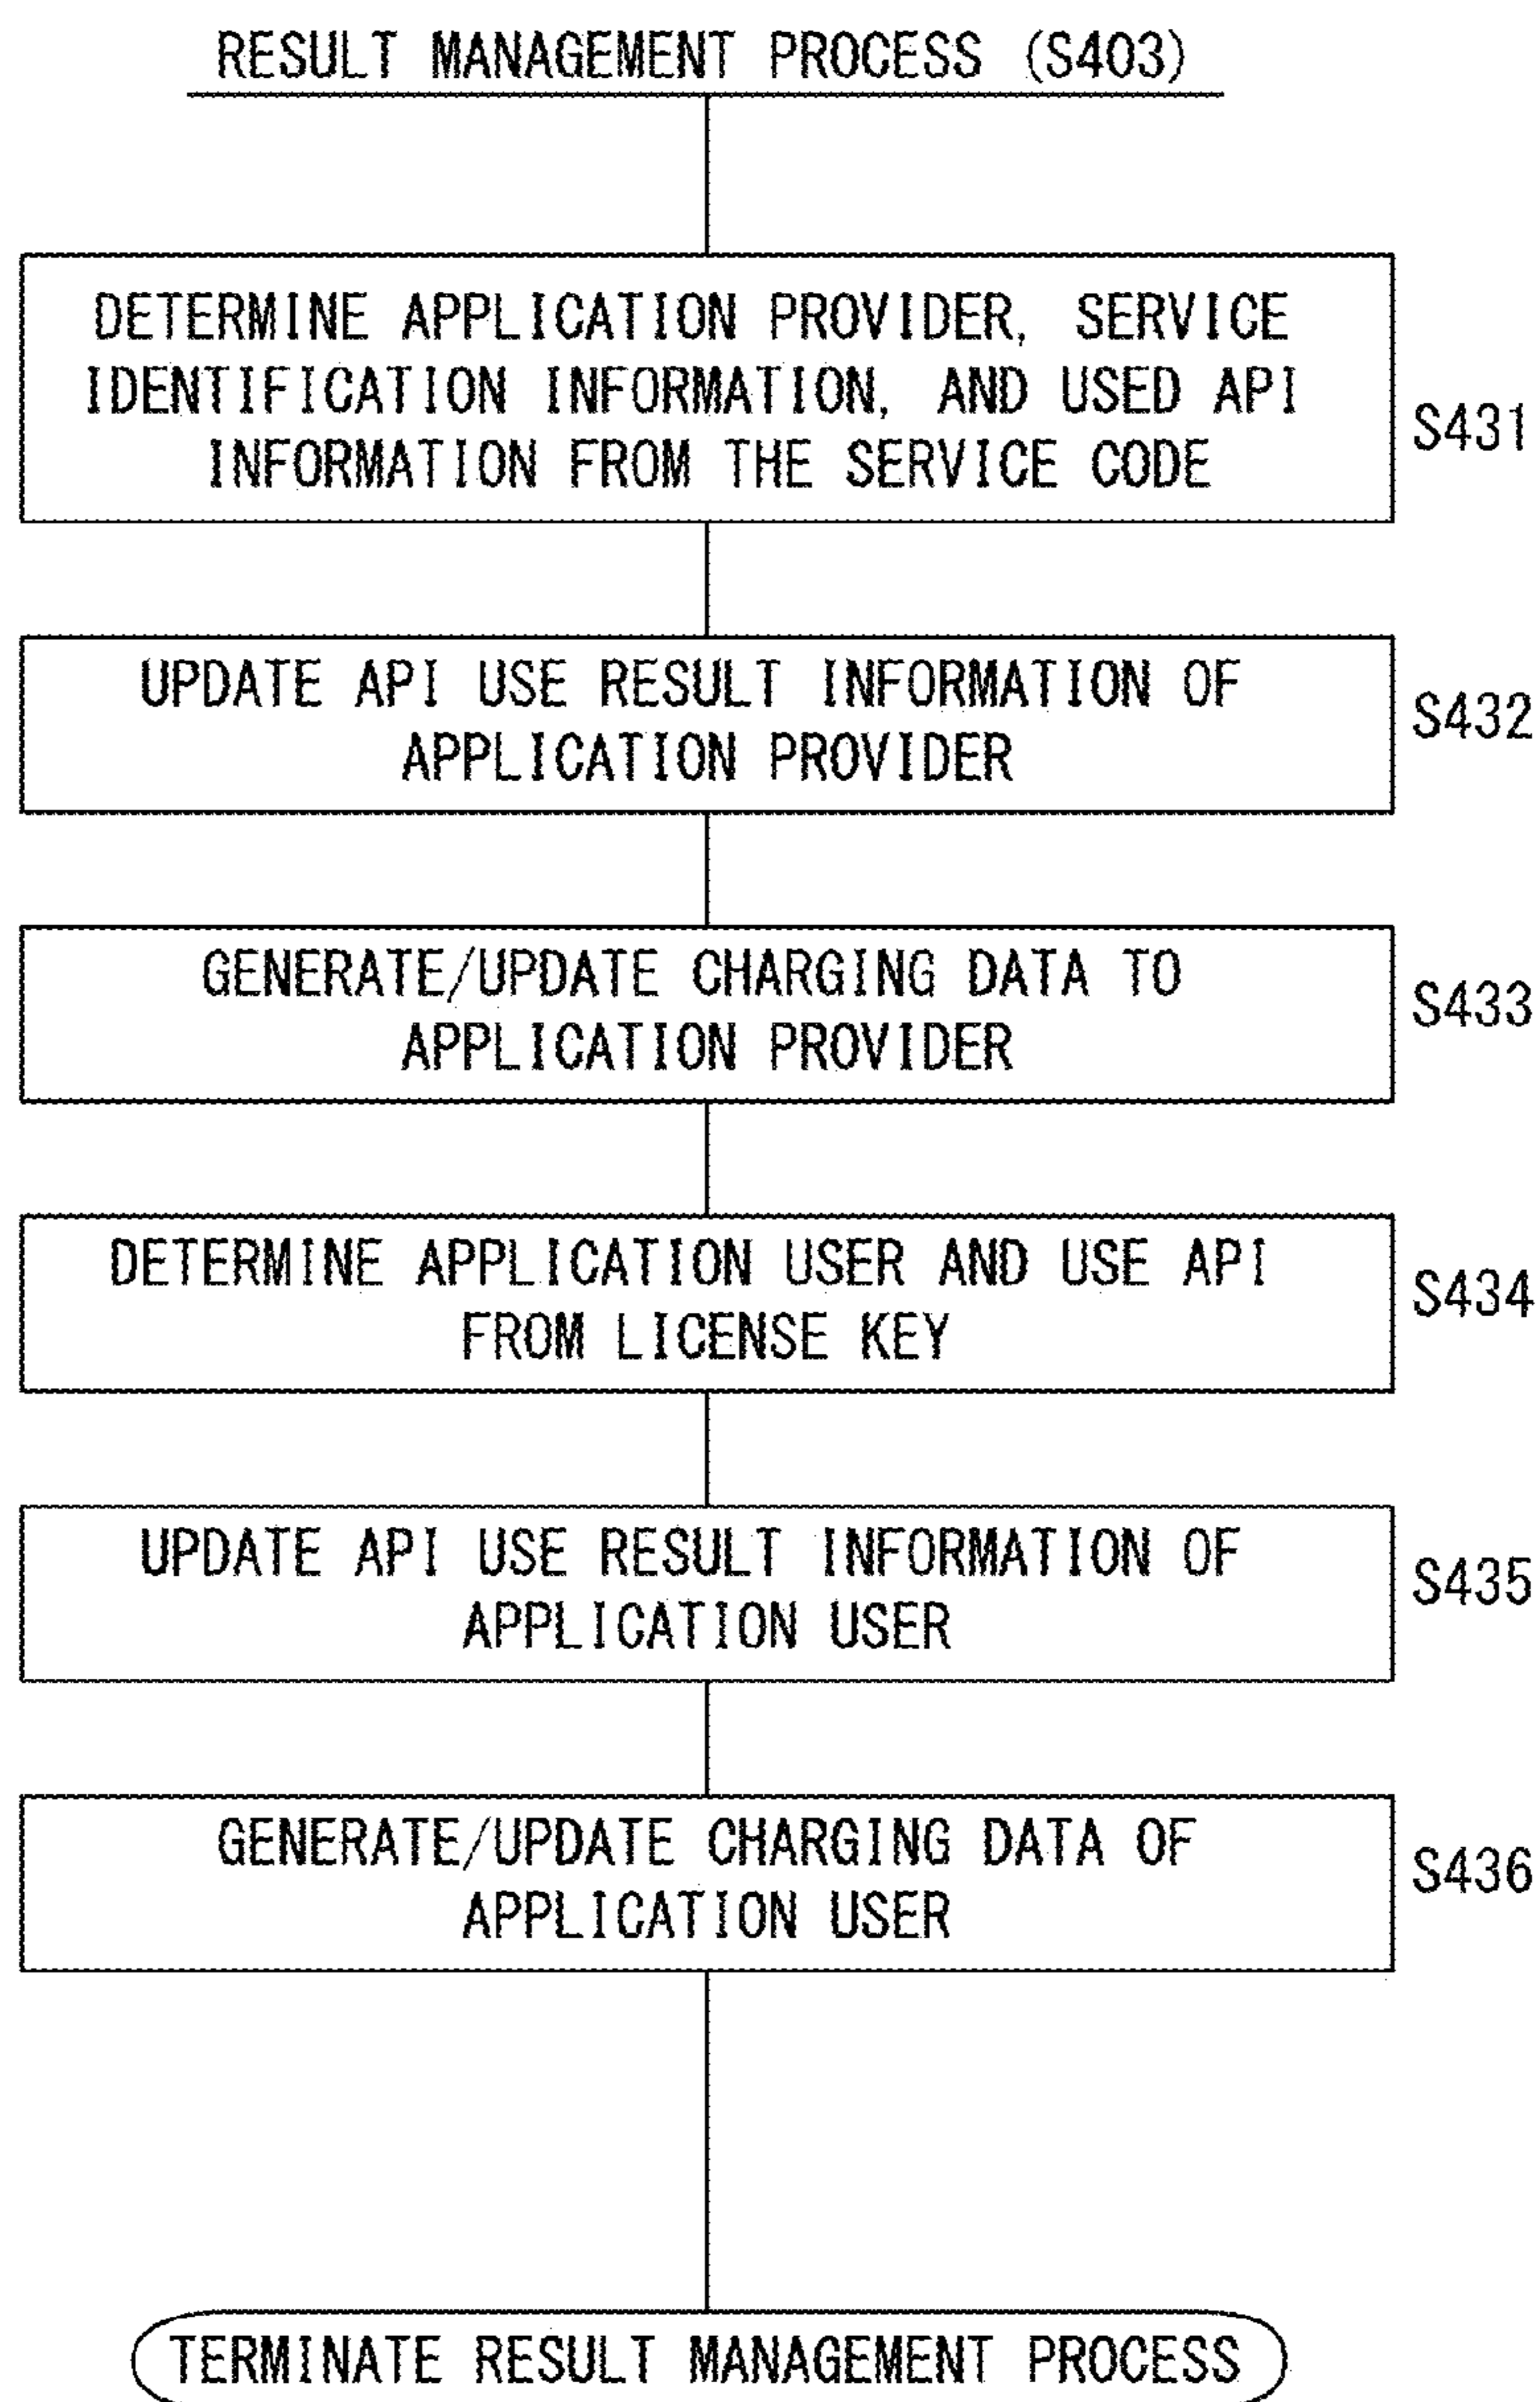 RESULT MANAGEMENT PROCESS (S403)
DETERMINE APPLICATION PROVIDER, SERVICE
IDENTIFICATION INFORMATION, AND USED API
INFORMATION FROM THE SERVICE CODE
S431
UPDATE API USE RESULT INFORMATION OF
APPLICATION PROVIDER
S432
GENERATE/UPDATE CHARGING DATA TO
APPLICATION PROVIDER
S433
DETERMINE APPLICATION USER AND USE API
FROM LICENSE KEY
S434
UPDATE API USE RESULT INFORMATION OF
APPLICATION USER
S435
GENERATE/UPDATE CHARGING DATA OF
APPLICATION USER
S436
TERMINATE RESULT MANAGEMENT PROCESS